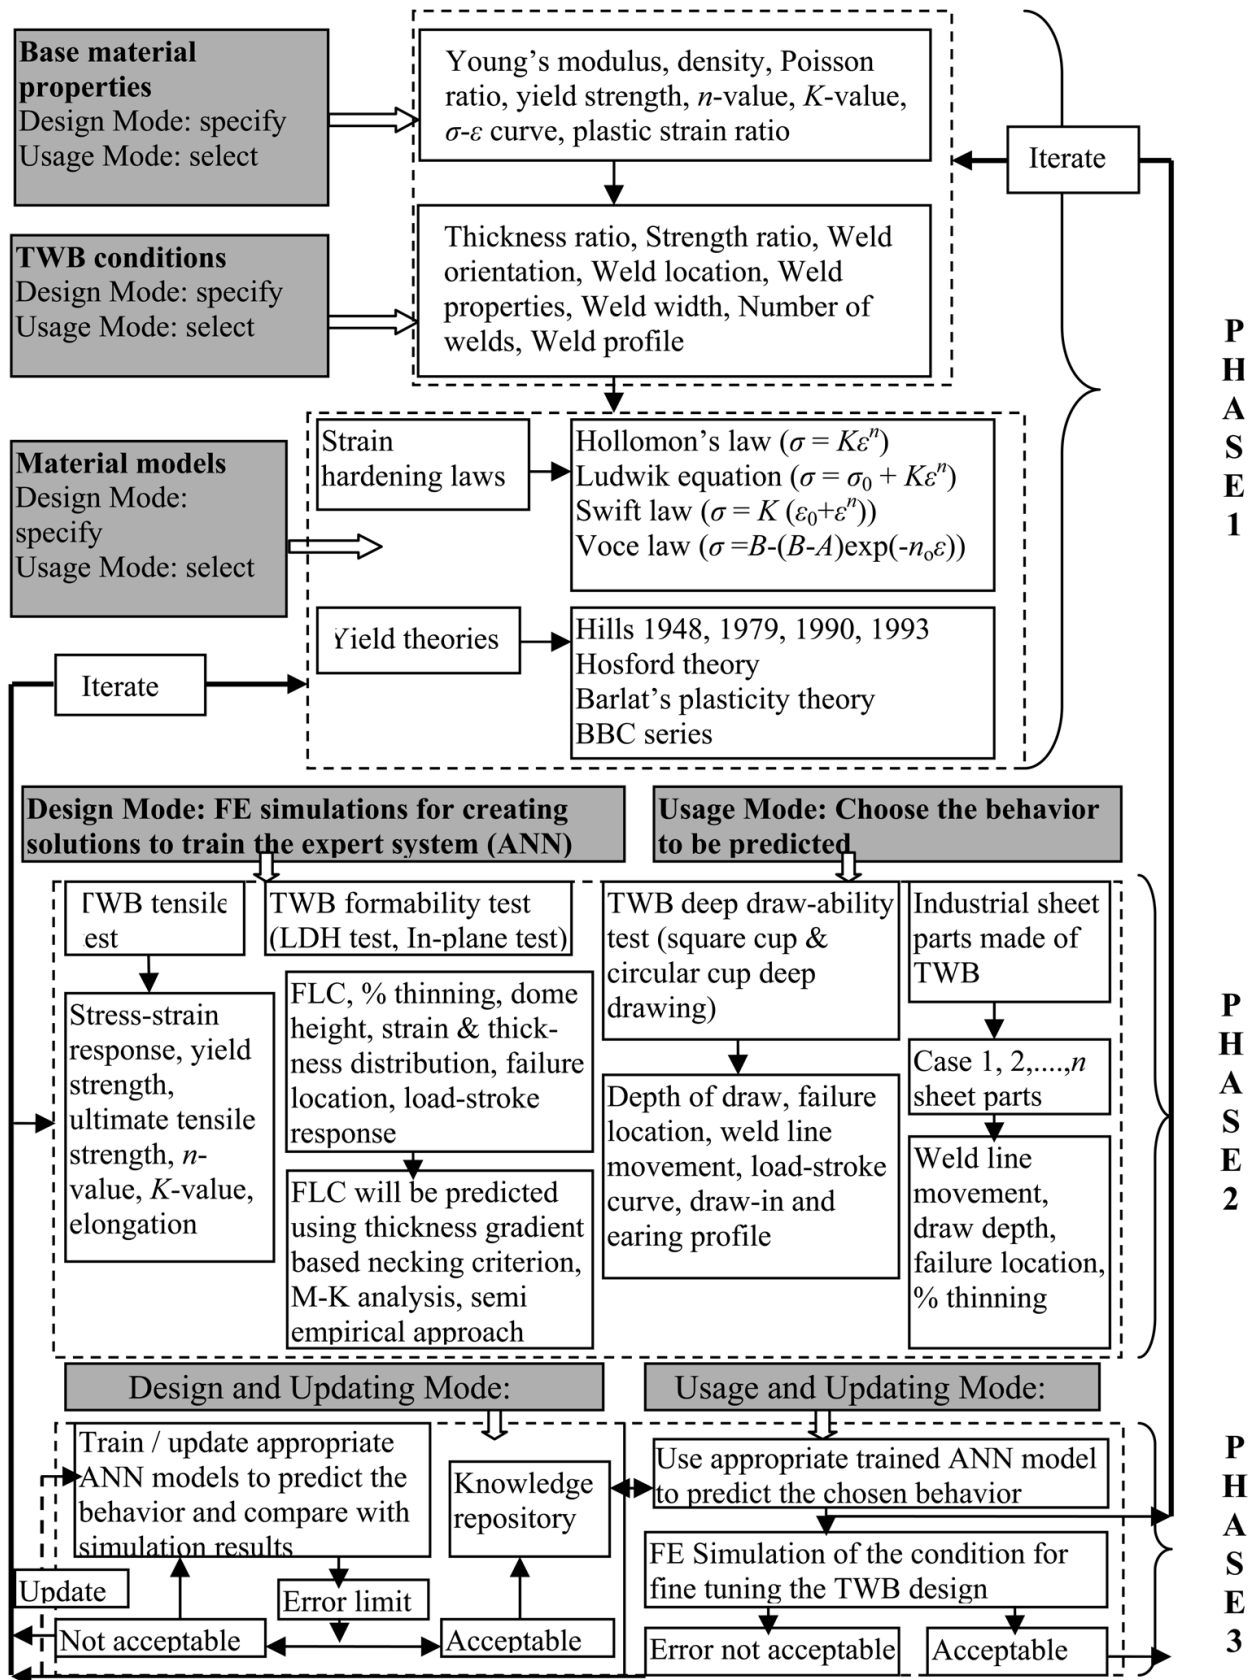 Base material
properties
Design Mode: specify
Usage Mode: select
Young’s modulus, density, Poisson
ratio, yield strength, n-value, K-value,
σ-ε curve, plastic strain ratio
Iterate
TWB conditions
Design Mode: specify
Usage Mode: select
Thickness ratio, Strength ratio, Weld
orientation, Weld location, Weld
properties, Weld width, Number of
welds, Weld profile
PHASE1
Material models
Design Mode:
specify
Usage Mode: select
Strain
hardening laws
Hollomon’s law (σ = Kεⁿ)
Ludwik equation (σ = σ₀ + Kεⁿ)
Swift law (σ = K (ε₀+εⁿ))
Voce law (σ =B-(B-A)exp(-nₒε))
Yield theories
Hills 1948, 1979, 1990, 1993
Hosford theory
Barlat’s plasticity theory
BBC series
Iterate
Design Mode: FE simulations for creating
solutions to train the expert system (ANN)
Usage Mode: Choose the behavior
to be predicted
TWB tensile
est
TWB formability test
(LDH test, In-plane test)
TWB deep draw-ability
test (square cup &
circular cup deep
drawing)
Industrial sheet
parts made of
TWB
Stress-strain
response, yield
strength,
ultimate tensile
strength, n-
value, K-value,
elongation
FLC, % thinning, dome
height, strain & thick-
ness distribution, failure
location, load-stroke
response
FLC will be predicted
using thickness gradient
based necking criterion,
M-K analysis, semi
empirical approach
Depth of draw, failure
location, weld line
movement, load-stroke
curve, draw-in and
earing profile
Case 1, 2,....,n
sheet parts
Weld line
movement,
draw depth,
failure location,
% thinning
PHASE2
Design and Updating Mode:
Usage and Updating Mode:
Train / update appropriate
ANN models to predict the
behavior and compare with
simulation results
Knowledge
repository
Use appropriate trained ANN model
to predict the chosen behavior
FE Simulation of the condition for
fine tuning the TWB design
Update
Error limit
Not acceptable
Acceptable
Error not acceptable
Acceptable
PHASE3